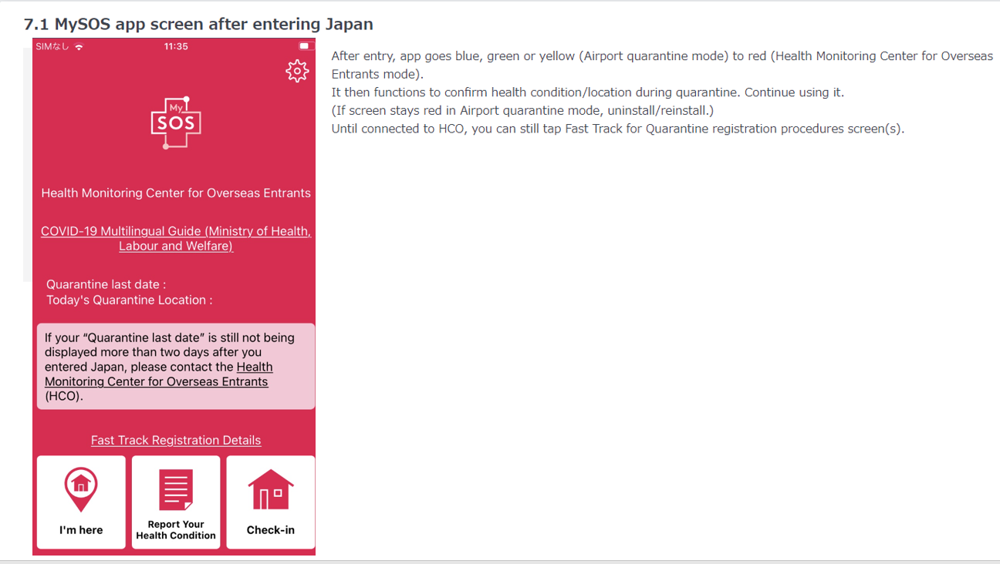 7.1 MySOS app screen after entering Japan
SIMなし
11:35
My
SOS
Health Monitoring Center for Overseas Entrants
COVID-19 Multilingual Guide (Ministry of Health,
Labour and Welfare)
Quarantine last date :
Today's Quarantine Location :
If your “Quarantine last date” is still not being
displayed more than two days after you
entered Japan, please contact the Health
Monitoring Center for Overseas Entrants
(HCO).
Fast Track Registration Details
I'm here
Report Your
Health Condition
Check-in
After entry, app goes blue, green or yellow (Airport quarantine mode) to red (Health Monitoring Center for Overseas
Entrants mode).
It then functions to confirm health condition/location during quarantine. Continue using it.
(If screen stays red in Airport quarantine mode, uninstall/reinstall.)
Until connected to HCO, you can still tap Fast Track for Quarantine registration procedures screen(s).